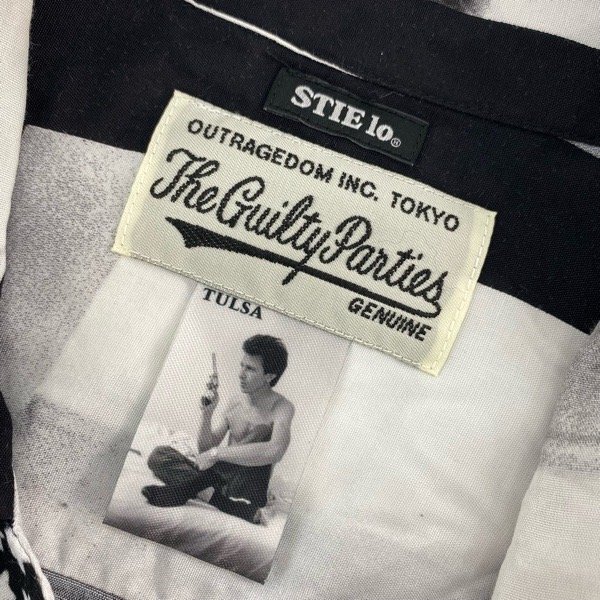 STIE lo®
OUTRAGEDOM INC. TOKYO
The Guilty Parties
GENUINE
TULSA